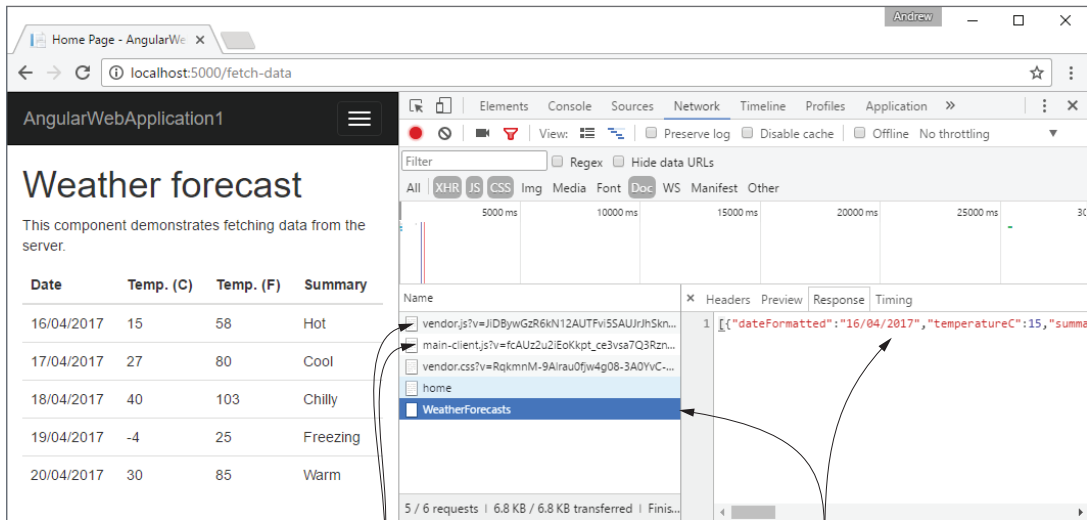 Andrew
Home Page - AngularWe
localhost:5000/fetch-data
AngularWebApplication1
Weather forecast
This component demonstrates fetching data from the
server.
Date Temp. (C) Temp. (F) Summary
16/04/2017 15 58 Hot
17/04/2017 27 80 Cool
18/04/2017 40 103 Chilly
19/04/2017 -4 25 Freezing
20/04/2017 30 85 Warm
Elements Console Sources Network Timeline Profiles Application »
View: Preserve log Disable cache Offline No throttling
Filter Regex Hide data URLs
All XHR JS CSS Img Media Font Doc WS Manifest Other
5000 ms 10000 ms 15000 ms 20000 ms 25000 ms 30
Name
vendor.js?v=JiDBywGzR6kN12AUTFvi5SAUJrJhSkn...
main-client.js?v=fcAUz2u2iEoKkpt_ce3vsa7Q3Rzn...
vendor.css?v=RqkmnM-9AIrau0fjw4g08-3A0YvC-...
home
WeatherForecasts
5 / 6 requests | 6.8 KB / 6.8 KB transferred | Finis...
× Headers Preview Response Timing
1 [{"dateFormatted":"16/04/2017","temperatureC":15,"summa